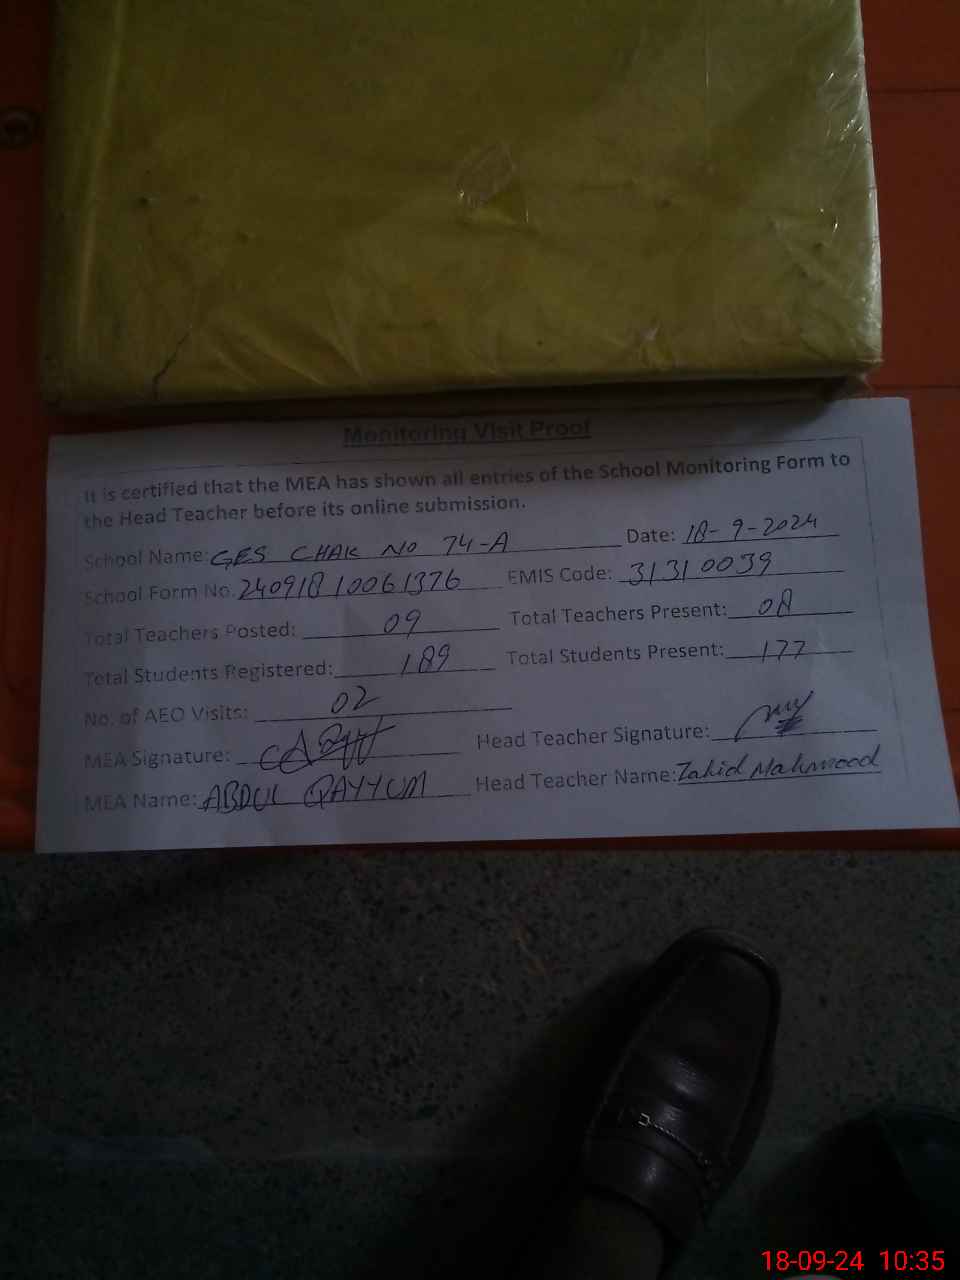 Monitoring Visit Proof
It is certified that the MEA has shown all entries of the School Monitoring Form to
the Head Teacher before its online submission.
School Name: GES CHAK NO 74-A Date: 18-9-2024
School Form No. 24091810061376 EMIS Code: 31310039
Total Teachers Posted: 09 Total Teachers Present: 08
Total Students Registered: 189 Total Students Present: 177
No. of AEO Visits: 02
MEA Signature: Head Teacher Signature:
MEA Name: ABDUL QAYYUM Head Teacher Name: Zahid Mahmood
18-09-24 10:35